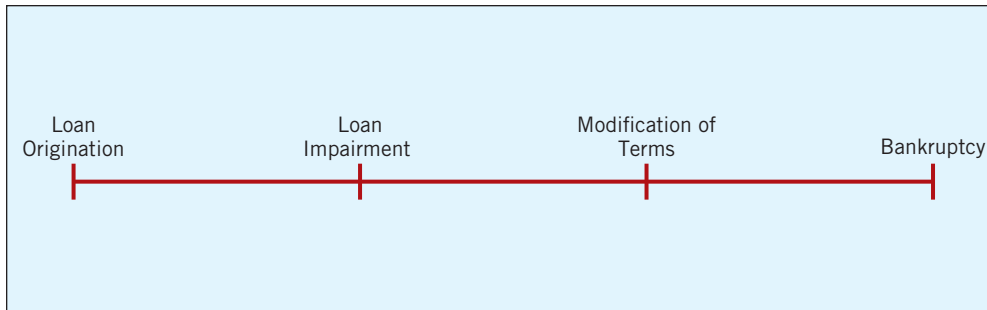 Loan
Origination
Loan
Impairment
Modification of
Terms
Bankruptcy